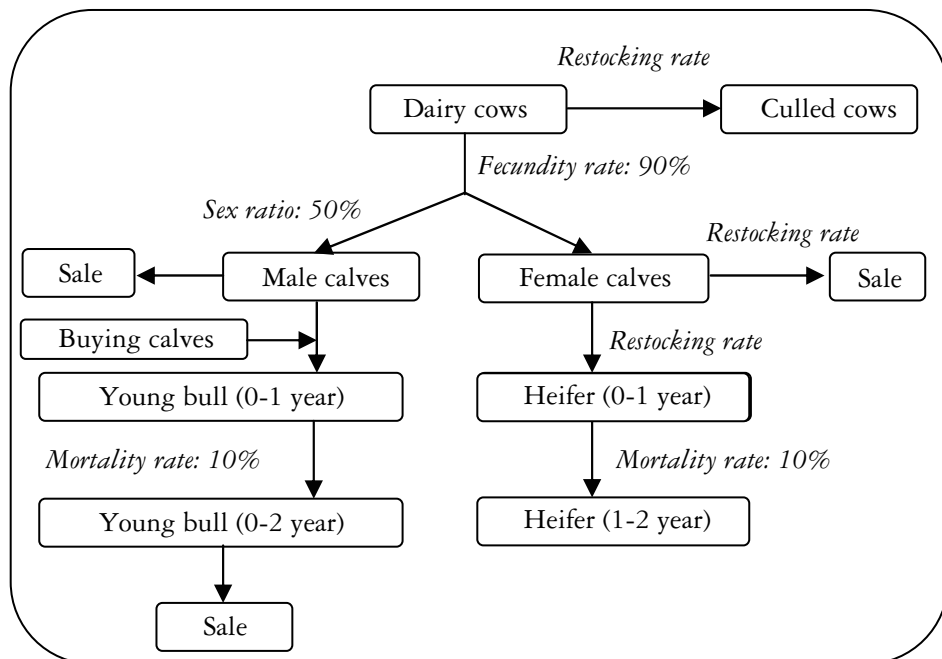 Restocking rate
Dairy cows
Culled cows
Fecundity rate: 90%
Sex ratio: 50%
Restocking rate
Sale
Male calves
Female calves
Sale
Buying calves
Restocking rate
Young bull (0-1 year)
Heifer (0-1 year)
Mortality rate: 10%
Mortality rate: 10%
Young bull (0-2 year)
Heifer (1-2 year)
Sale